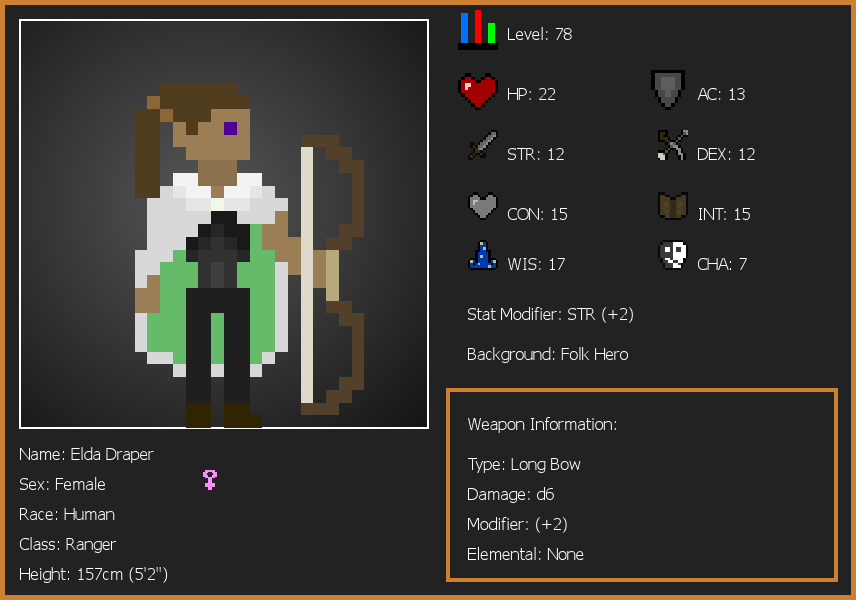 Level: 78
HP: 22
AC: 13
STR: 12
DEX: 12
CON: 15
INT: 15
WIS: 17
CHA: 7
Stat Modifier: STR (+2)
Background: Folk Hero
Weapon Information:
Type: Long Bow
Damage: d6
Modifier: (+2)
Elemental: None
Name: Elda Draper
Sex: Female
Race: Human
Class: Ranger
Height: 157cm (5'2")